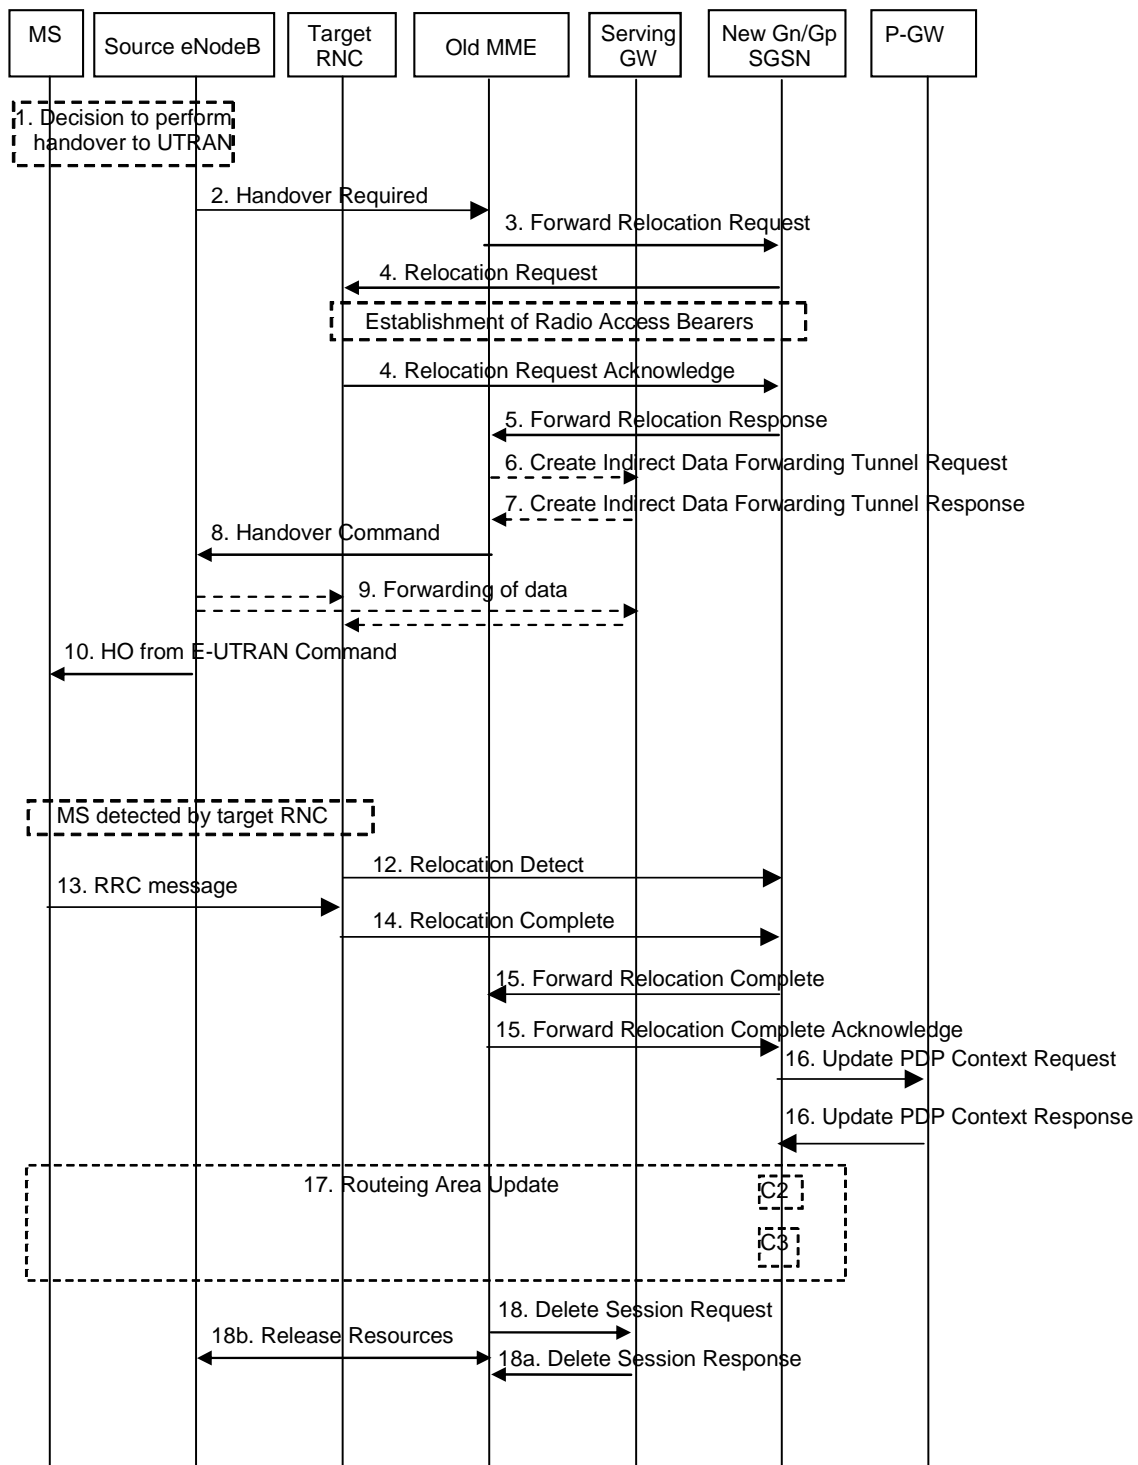 MS
Source eNodeB
Target
RNC
Old MME
Serving
GW
New Gn/Gp
SGSN
P-GW
1. Decision to perform
handover to UTRAN
2. Handover Required
3. Forward Relocation Request
4. Relocation Request
Establishment of Radio Access Bearers
4. Relocation Request Acknowledge
5. Forward Relocation Response
6. Create Indirect Data Forwarding Tunnel Request
7. Create Indirect Data Forwarding Tunnel Response
8. Handover Command
9. Forwarding of data
10. HO from E-UTRAN Command
MS detected by target RNC
12. Relocation Detect
13. RRC message
14. Relocation Complete
15. Forward Relocation Complete
15. Forward Relocation Complete Acknowledge
16. Update PDP Context Request
16. Update PDP Context Response
17. Routeing Area Update
C2
C3
18. Delete Session Request
18b. Release Resources
18a. Delete Session Response